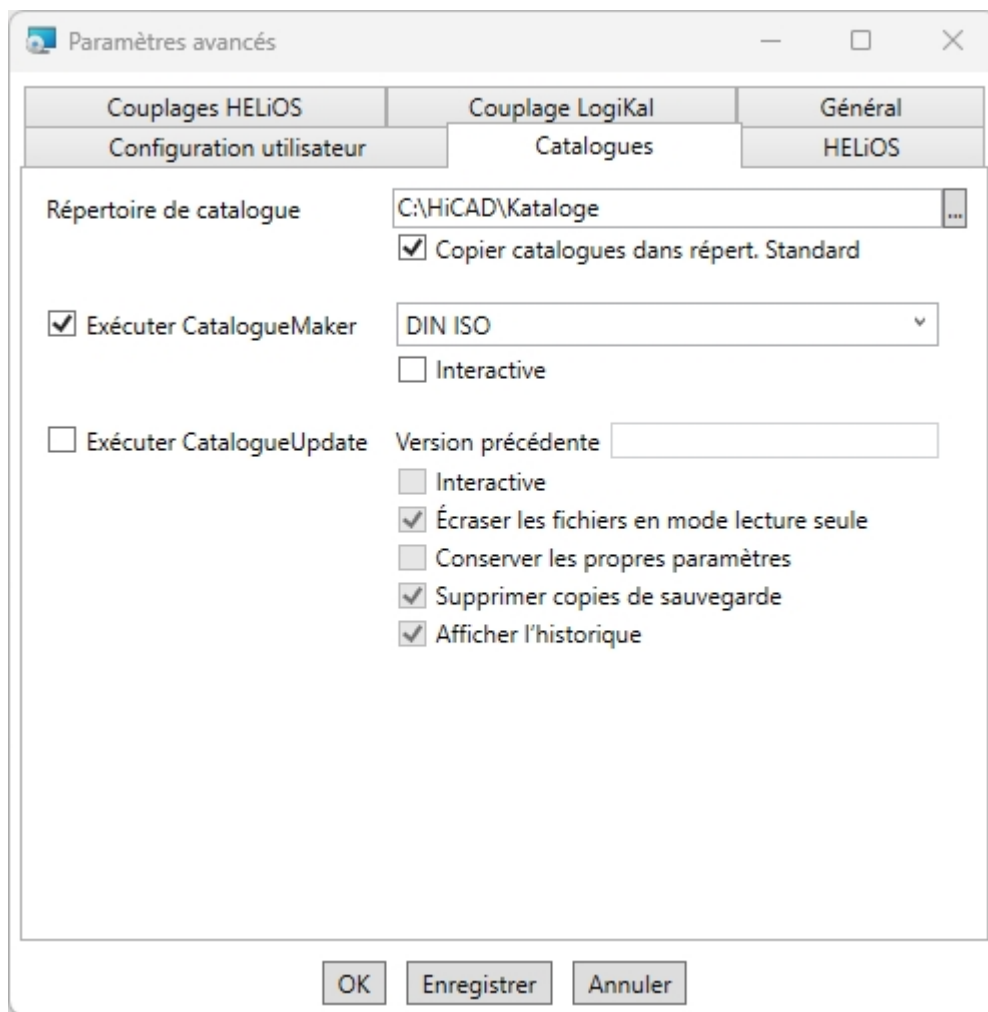 Paramètres avancés
Couplages HELiOS
Couplage LogiKal
Général
Configuration utilisateur
Catalogues
HELiOS
Répertoire de catalogue
C:\HiCAD\Kataloge
...
Copier catalogues dans répert. Standard
Exécuter CatalogueMaker
DIN ISO
Interactive
Exécuter CatalogueUpdate
Version précédente
Interactive
Écraser les fichiers en mode lecture seule
Conserver les propres paramètres
Supprimer copies de sauvegarde
Afficher l'historique
OK
Enregistrer
Annuler